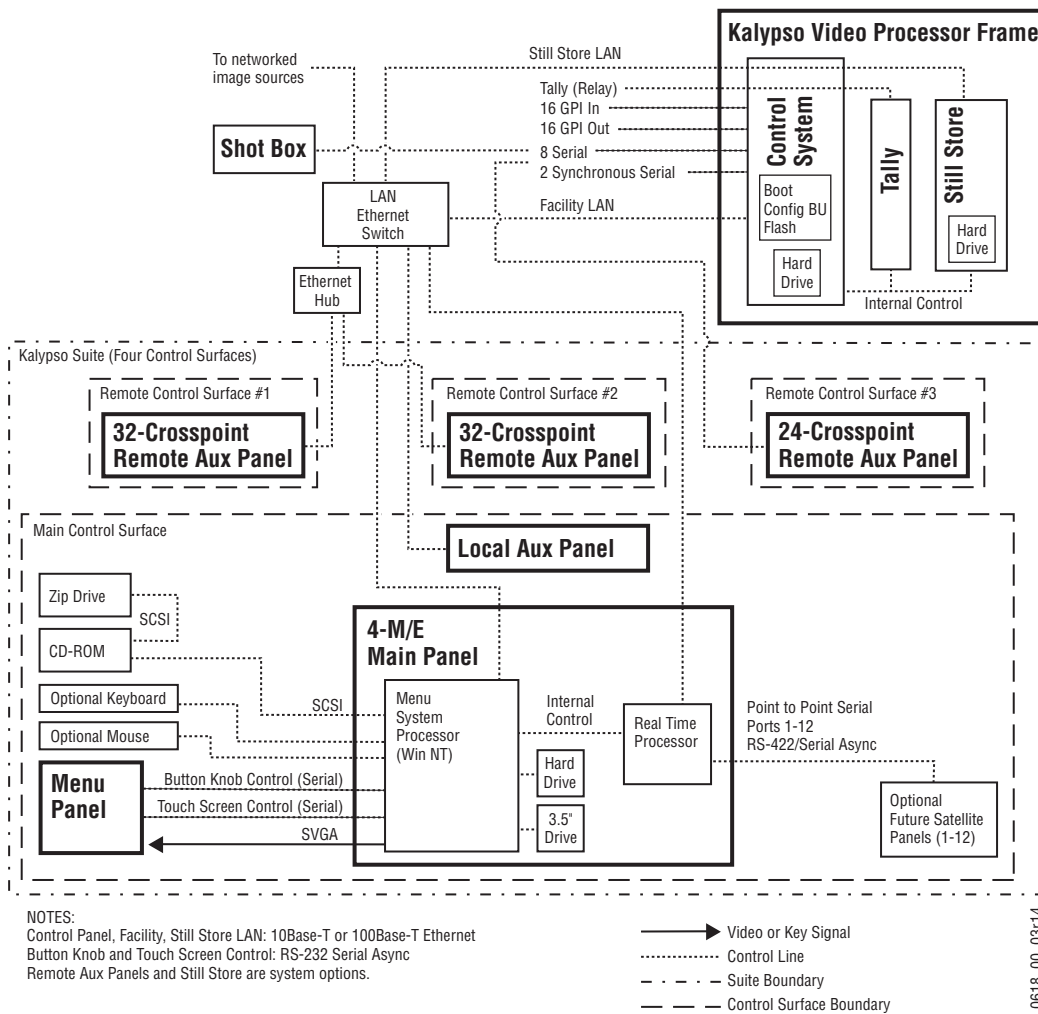 Kalypso Video Processor Frame
To networked
image sources
Still Store LAN
Tally (Relay)
16 GPI In
16 GPI Out
8 Serial
2 Synchronous Serial
Facility LAN
Shot Box
LAN
Ethernet
Switch
Ethernet
Hub
Control
System
Boot
Config BU
Flash
Hard
Drive
Tally
Still Store
Hard
Drive
Internal Control
Kalypso Suite (Four Control Surfaces)
Remote Control Surface #1
32-Crosspoint
Remote Aux Panel
Remote Control Surface #2
32-Crosspoint
Remote Aux Panel
Remote Control Surface #3
24-Crosspoint
Remote Aux Panel
Main Control Surface
Local Aux Panel
Zip Drive
SCSI
CD-ROM
Optional Keyboard
Optional Mouse
SCSI
Menu
Panel
Button Knob Control (Serial)
Touch Screen Control (Serial)
SVGA
4-M/E
Main Panel
Menu
System
Processor
(Win NT)
Internal
Control
Real Time
Processor
Hard
Drive
3.5"
Drive
Point to Point Serial
Ports 1-12
RS-422/Serial Async
Optional
Future Satellite
Panels (1-12)
NOTES:
Control Panel, Facility, Still Store LAN: 10Base-T or 100Base-T Ethernet
Button Knob and Touch Screen Control: RS-232 Serial Async
Remote Aux Panels and Still Store are system options.
Video or Key Signal
Control Line
Suite Boundary
Control Surface Boundary
0618_00_03r14